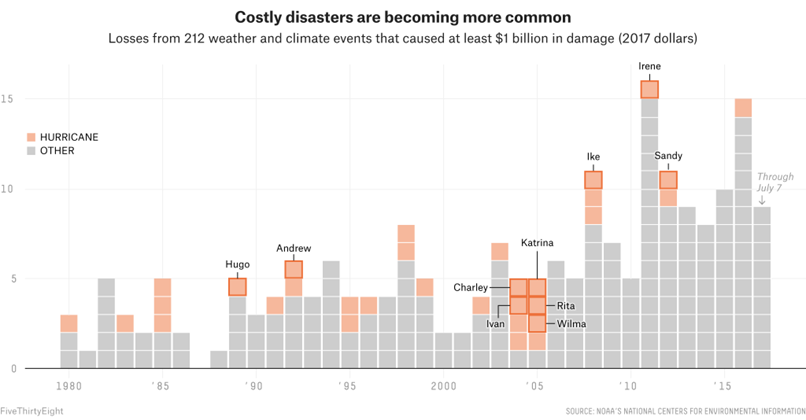 Costly disasters are becoming more common
Losses from 212 weather and climate events that caused at least $1 billion in damage (2017 dollars)
Irene
15
HURRICANE
OTHER
Ike
Sandy
Through
July 7
10
Katrina
Andrew
Hugo
5
Charley
Ivan
Rita
Wilma
0
1980
'85
'90
'95
2000
'05
'10
'15
FiveThirtyEight
SOURCE: NOAA'S NATIONAL CENTERS FOR ENVIRONMENTAL INFORMATION